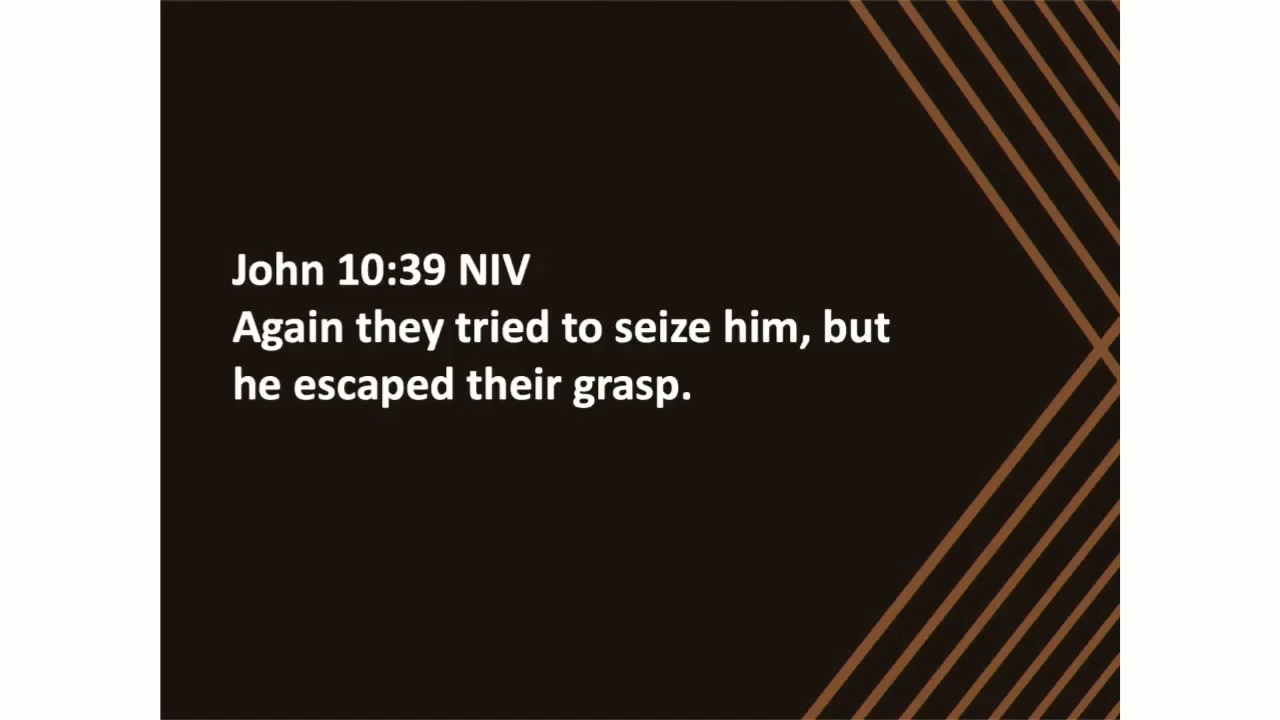 John 10:39 NIV
Again they tried to seize him, but
he escaped their grasp.